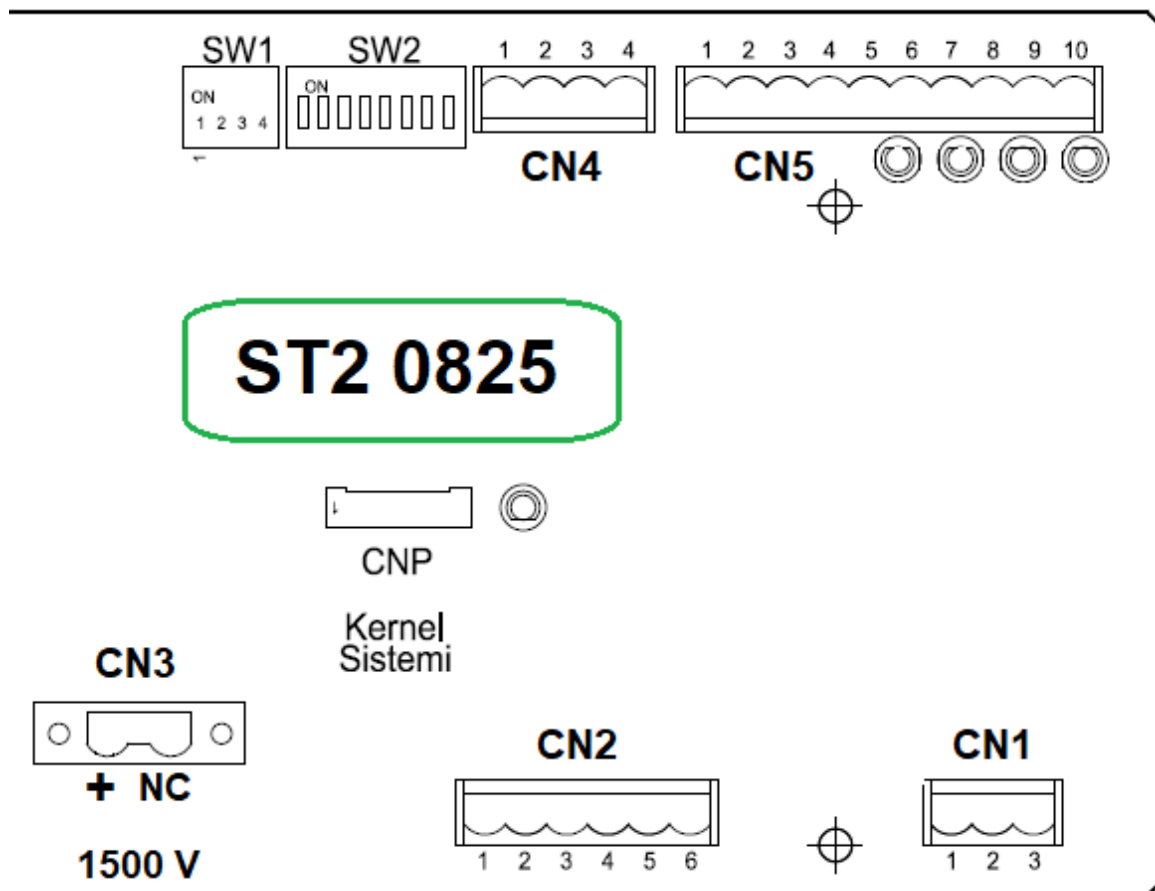 SW1 SW2 1 2 3 4 1 2 3 4 5 6 7 8 9 10
ON ON
1 2 3 4
CN4 CN5
ST2 0825
1
CNP
Kernel
Sistemi
CN3
+ NC
1500 V
CN2 CN1
1 2 3 4 5 6 1 2 3